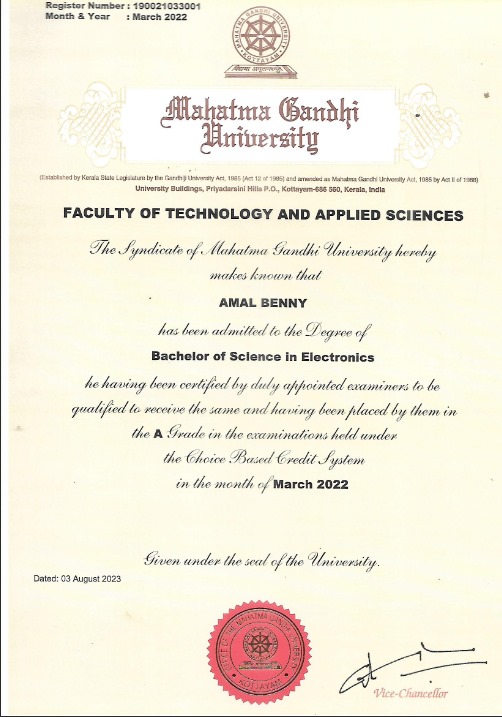 Register Number : 190021033001
Month & Year : March 2022
MAHATMA GANDHI UNIVERSITY
KOTTAYAM
विद्यया अमृतमश्नुते
Mahatma Gandhi
University
(Established by Kerala State Legislature by the Gandhiji University Act, 1985 (Act 12 of 1985) and amended as Mahatma Gandhi University Act, 1985 by Act II of 1988)
University Buildings, Priyadarsini Hills P.O., Kottayam-686 560, Kerala, India
FACULTY OF TECHNOLOGY AND APPLIED SCIENCES
The Syndicate of Mahatma Gandhi University hereby
makes known that
AMAL BENNY
has been admitted to the Degree of
Bachelor of Science in Electronics
he having been certified by duly appointed examiners to be
qualified to receive the same and having been placed by them in
the A Grade in the examinations held under
the Choice Based Credit System
in the month of March 2022
Given under the seal of the University.
Dated: 03 August 2023
OF THE MAHATMA GANDHI UNIVERSITY
KOTTAYAM
Vice-Chancellor